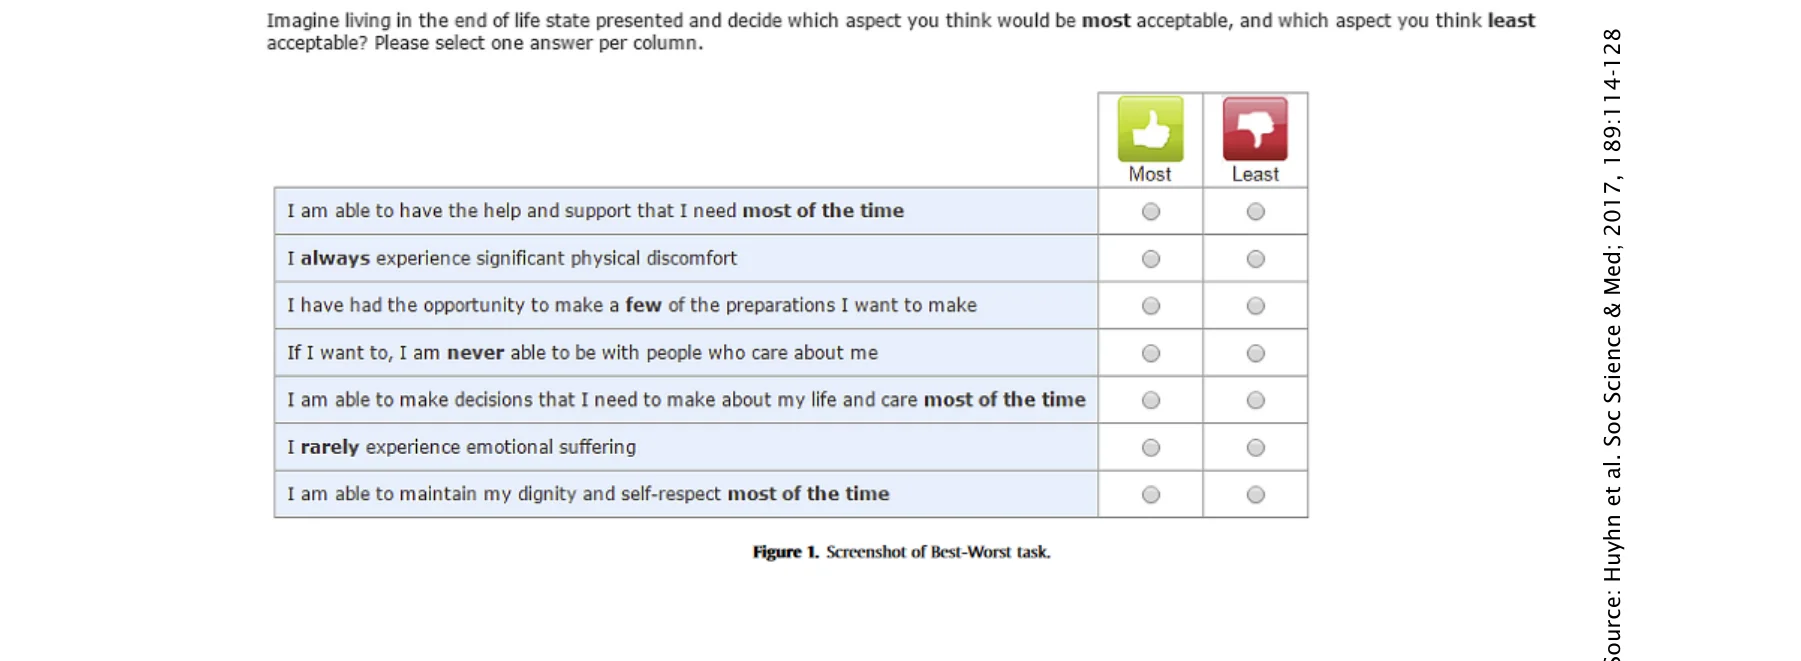 Imagine living in the end of life state presented and decide which aspect you think would be most acceptable, and which aspect you think least
acceptable? Please select one answer per column.
Most Least
I am able to have the help and support that I need most of the time
I always experience significant physical discomfort
I have had the opportunity to make a few of the preparations I want to make
If I want to, I am never able to be with people who care about me
I am able to make decisions that I need to make about my life and care most of the time
I rarely experience emotional suffering
I am able to maintain my dignity and self-respect most of the time
Figure 1. Screenshot of Best-Worst task.
Source: Huyhn et al. Soc Science & Med; 2017, 189:114-128